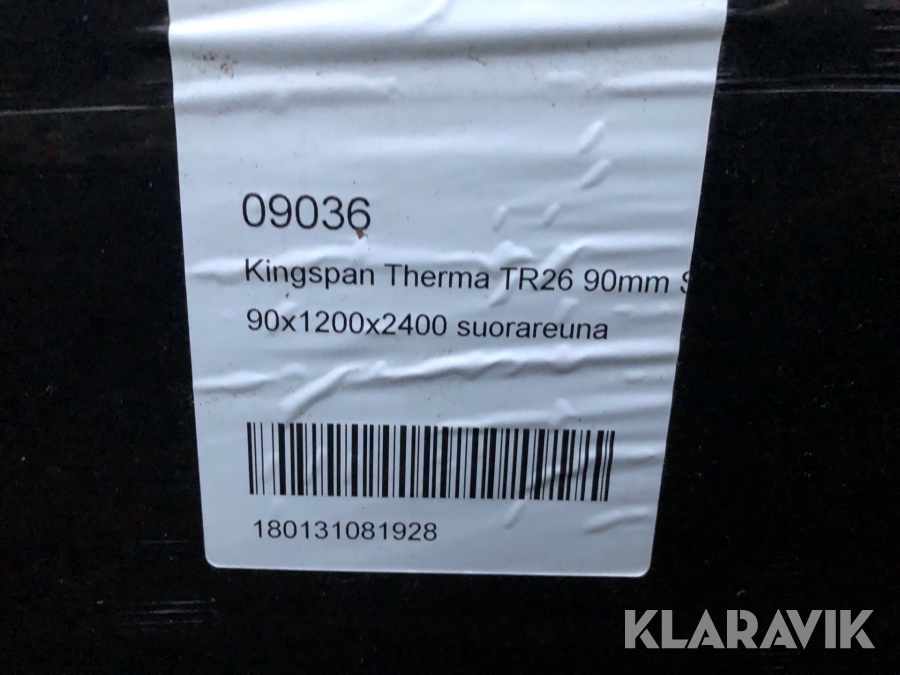 09036
Kingspan Therma TR26 90mm
90x1200x2400 suorareuna
180131081928
KLARAVIK